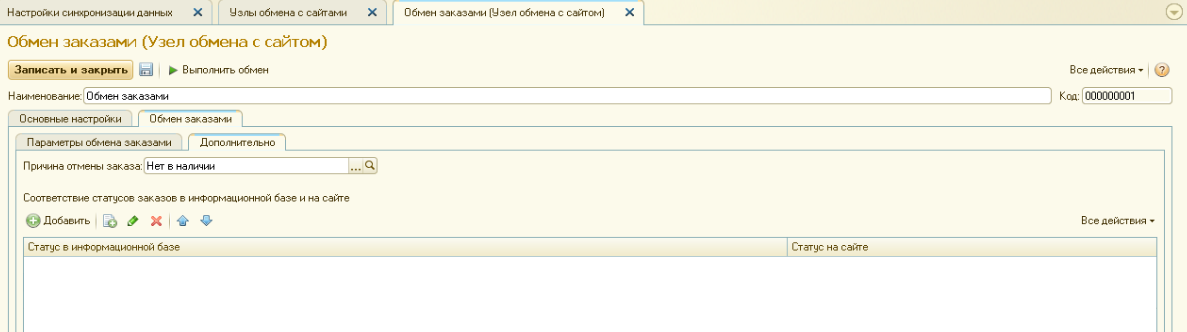 Настройки синхронизации данных Узлы обмена с сайтами Обмен заказами (Узел обмена с сайтом)
Обмен заказами (Узел обмена с сайтом)
Записать и закрыть Выполнить обмен Все действия ?
Наименование: Обмен заказами Код: 000000001
Основные настройки Обмен заказами
Параметры обмена заказами Дополнительно
Причина отмены заказа: Нет в наличии ...
Соответствие статусов заказов в информационной базе и на сайте
Добавить Все действия
Статус в информационной базе Статус на сайте